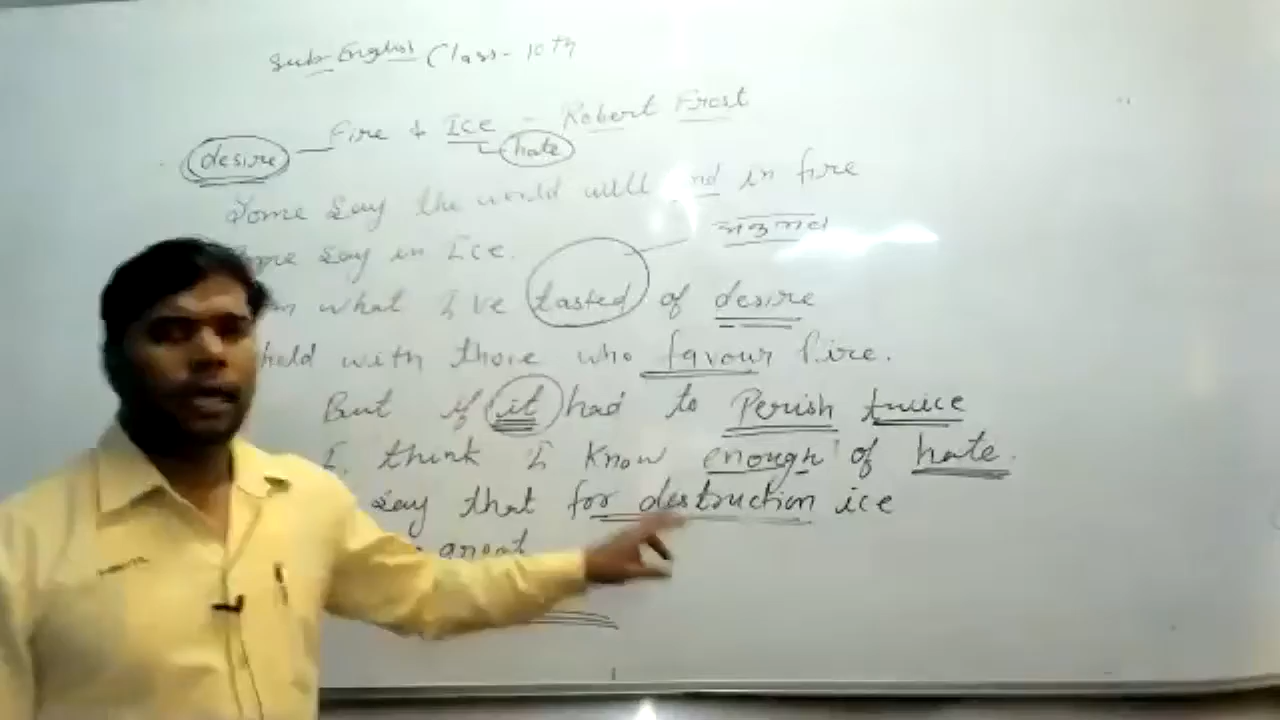 Sub-English Class-10th
Fire & Ice - Robert Frost
desire
hate
Some Say the world will end in fire
Some Say in Ice.
अनुभव
what I've tasted of desire
hold with those who favour fire.
But if it had to Perish twice
I think I Know enough of hate.
Say that for destruction ice
great